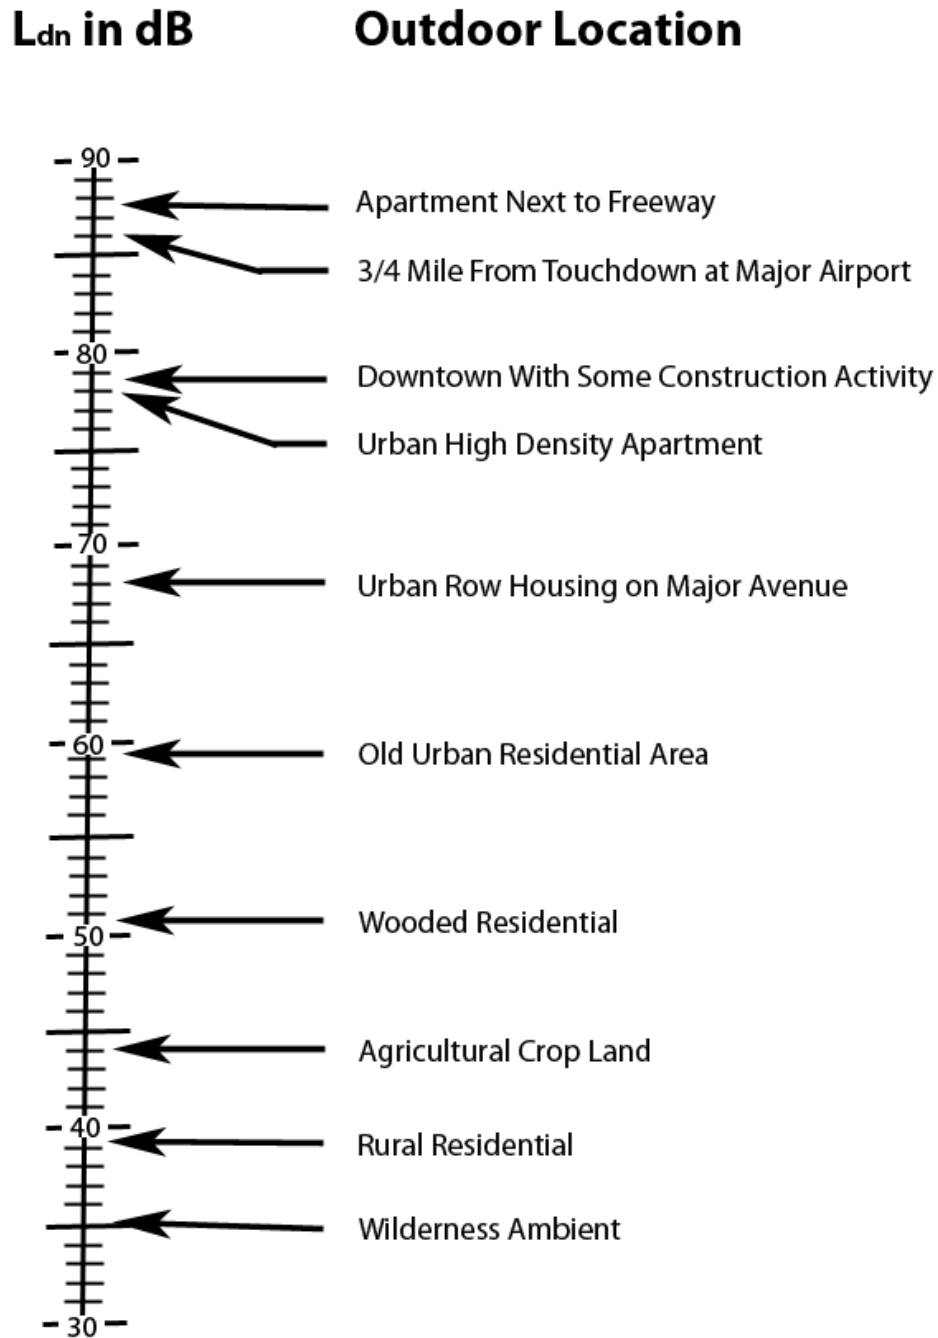 Ldn in dB Outdoor Location
90
Apartment Next to Freeway
3/4 Mile From Touchdown at Major Airport
80
Downtown With Some Construction Activity
Urban High Density Apartment
70
Urban Row Housing on Major Avenue
60
Old Urban Residential Area
Wooded Residential
50
Agricultural Crop Land
40
Rural Residential
Wilderness Ambient
30